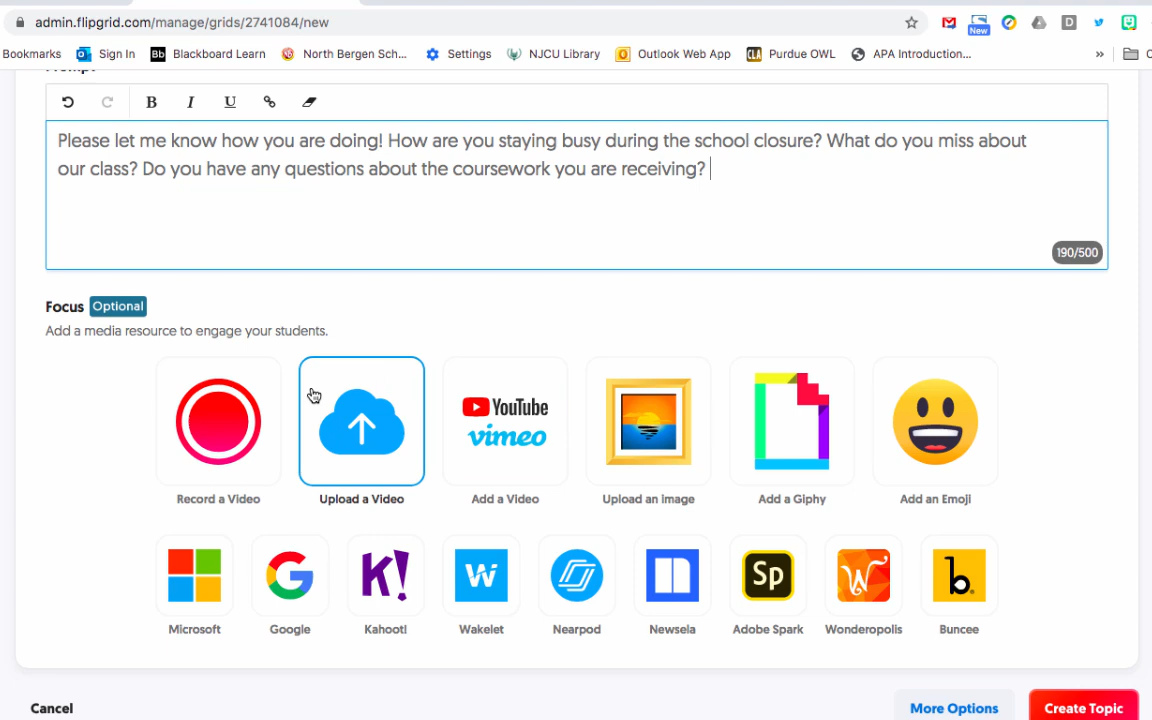 admin.flipgrid.com/manage/grids/2741084/new
New
D
Bookmarks Sign In Bb Blackboard Learn North Bergen Sch... Settings NJCU Library Outlook Web App CLA Purdue OWL APA Introduction... »
Prompt
B I U
Please let me know how you are doing! How are you staying busy during the school closure? What do you miss about
our class? Do you have any questions about the coursework you are receiving?
190/500
Focus Optional
Add a media resource to engage your students.
YouTube
vimeo
Record a Video Upload a Video Add a Video Upload an image Add a Giphy Add an Emoji
G K! W Sp W b.
Microsoft Google Kahoot! Wakelet Nearpod Newsela Adobe Spark Wonderopolis Buncee
Cancel More Options Create Topic